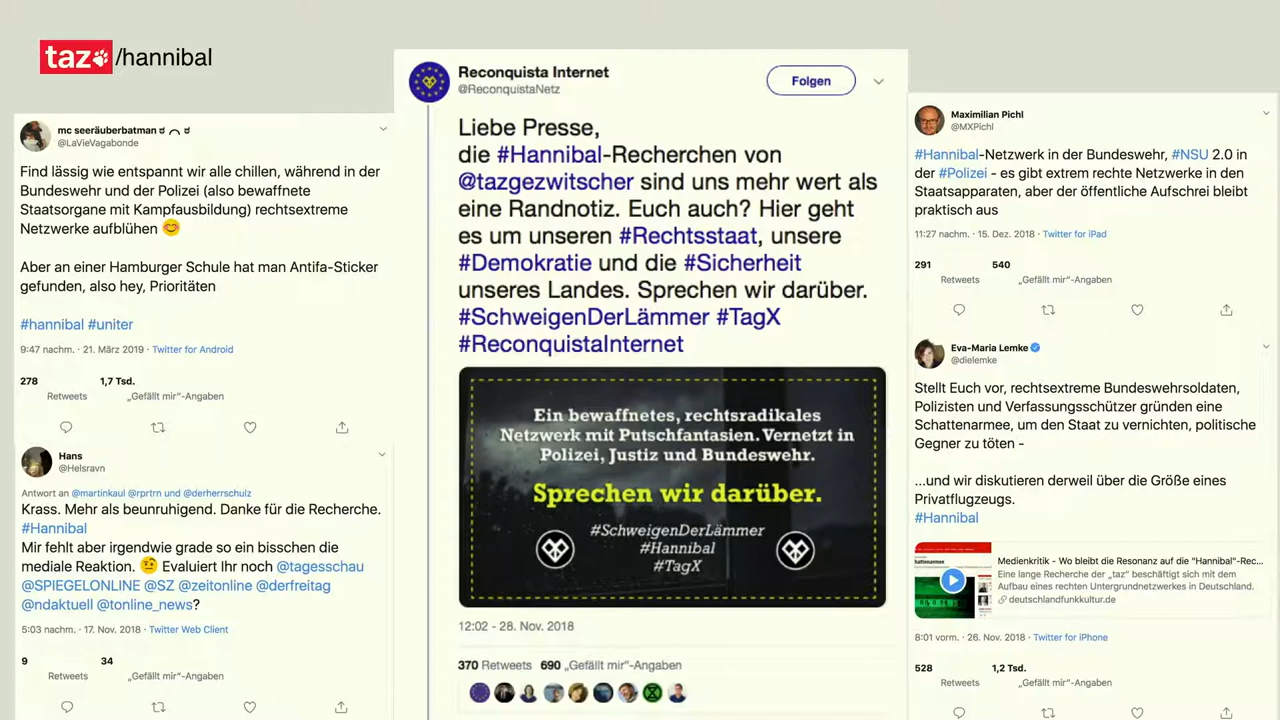 taz/hannibal
mc seeräuberbatman ಠ ⌒ ಠ
@LaVieVagabonde
Find lässig wie entspannt wir alle chillen, während in der
Bundeswehr und der Polizei (also bewaffnete
Staatsorgane mit Kampfausbildung) rechtsextreme
Netzwerke aufblühen 😊
Aber an einer Hamburger Schule hat man Antifa-Sticker
gefunden, also hey, Prioritäten
#hannibal #uniter
9:47 nachm. · 21. März 2019 · Twitter for Android
278 1,7 Tsd.
Retweets „Gefällt mir“-Angaben
Hans
@Helsravn
Antwort an @martinkaul @rprtrn und @derherrschulz
Krass. Mehr als beunruhigend. Danke für die Recherche.
#Hannibal
Mir fehlt aber irgendwie grade so ein bisschen die
mediale Reaktion. 🤨 Evaluiert Ihr noch @tagesschau
@SPIEGELONLINE @SZ @zeitonline @derfreitag
@ndaktuell @tonline_news?
5:03 nachm. · 17. Nov. 2018 · Twitter Web Client
9 34
Retweets „Gefällt mir“-Angaben
Reconquista Internet
@ReconquistaNetz
Folgen
Liebe Presse,
die #Hannibal-Recherchen von
@tazgezwitscher sind uns mehr wert als
eine Randnotiz. Euch auch? Hier geht
es um unseren #Rechtsstaat, unsere
#Demokratie und die #Sicherheit
unseres Landes. Sprechen wir darüber.
#SchweigenDerLämmer #TagX
#ReconquistaInternet
Ein bewaffnetes, rechtsradikales
Netzwerk mit Putschfantasien. Vernetzt in
Polizei, Justiz und Bundeswehr.
Sprechen wir darüber.
#SchweigenDerLämmer
#Hannibal
#TagX
12:02 - 28. Nov. 2018
370 Retweets 690 „Gefällt mir“-Angaben
Maximilian Pichl
@MXPichl
#Hannibal-Netzwerk in der Bundeswehr, #NSU 2.0 in
der #Polizei - es gibt extrem rechte Netzwerke in den
Staatsapparaten, aber der öffentliche Aufschrei bleibt
praktisch aus
11:27 nachm. · 15. Dez. 2018 · Twitter for iPad
291 540
Retweets „Gefällt mir“-Angaben
Eva-Maria Lemke
@dielemke
Stellt Euch vor, rechtsextreme Bundeswehrsoldaten,
Polizisten und Verfassungsschützer gründen eine
Schattenarmee, um den Staat zu vernichten, politische
Gegner zu töten -
...und wir diskutieren derweil über die Größe eines
Privatflugzeugs.
#Hannibal
Medienkritik - Wo bleibt die Resonanz auf die "Hannibal"-Rec...
Eine lange Recherche der „taz“ beschäftigt sich mit dem
Aufbau eines rechten Untergrundnetzwerkes in Deutschland.
deutschlandfunkkultur.de
8:01 vorm. · 26. Nov. 2018 · Twitter for iPhone
528 1,2 Tsd.
Retweets „Gefällt mir“-Angaben